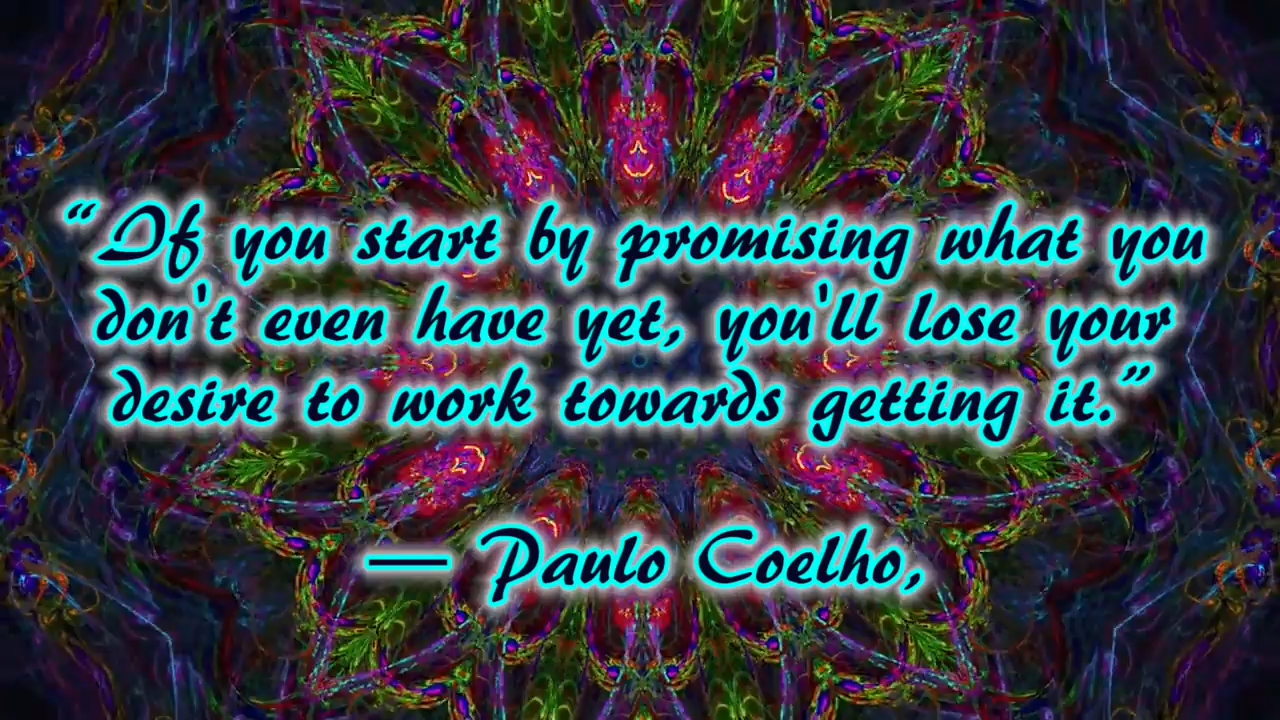 “If you start by promising what you
don't even have yet, you'll lose your
desire to work towards getting it.”
— Paulo Coelho,